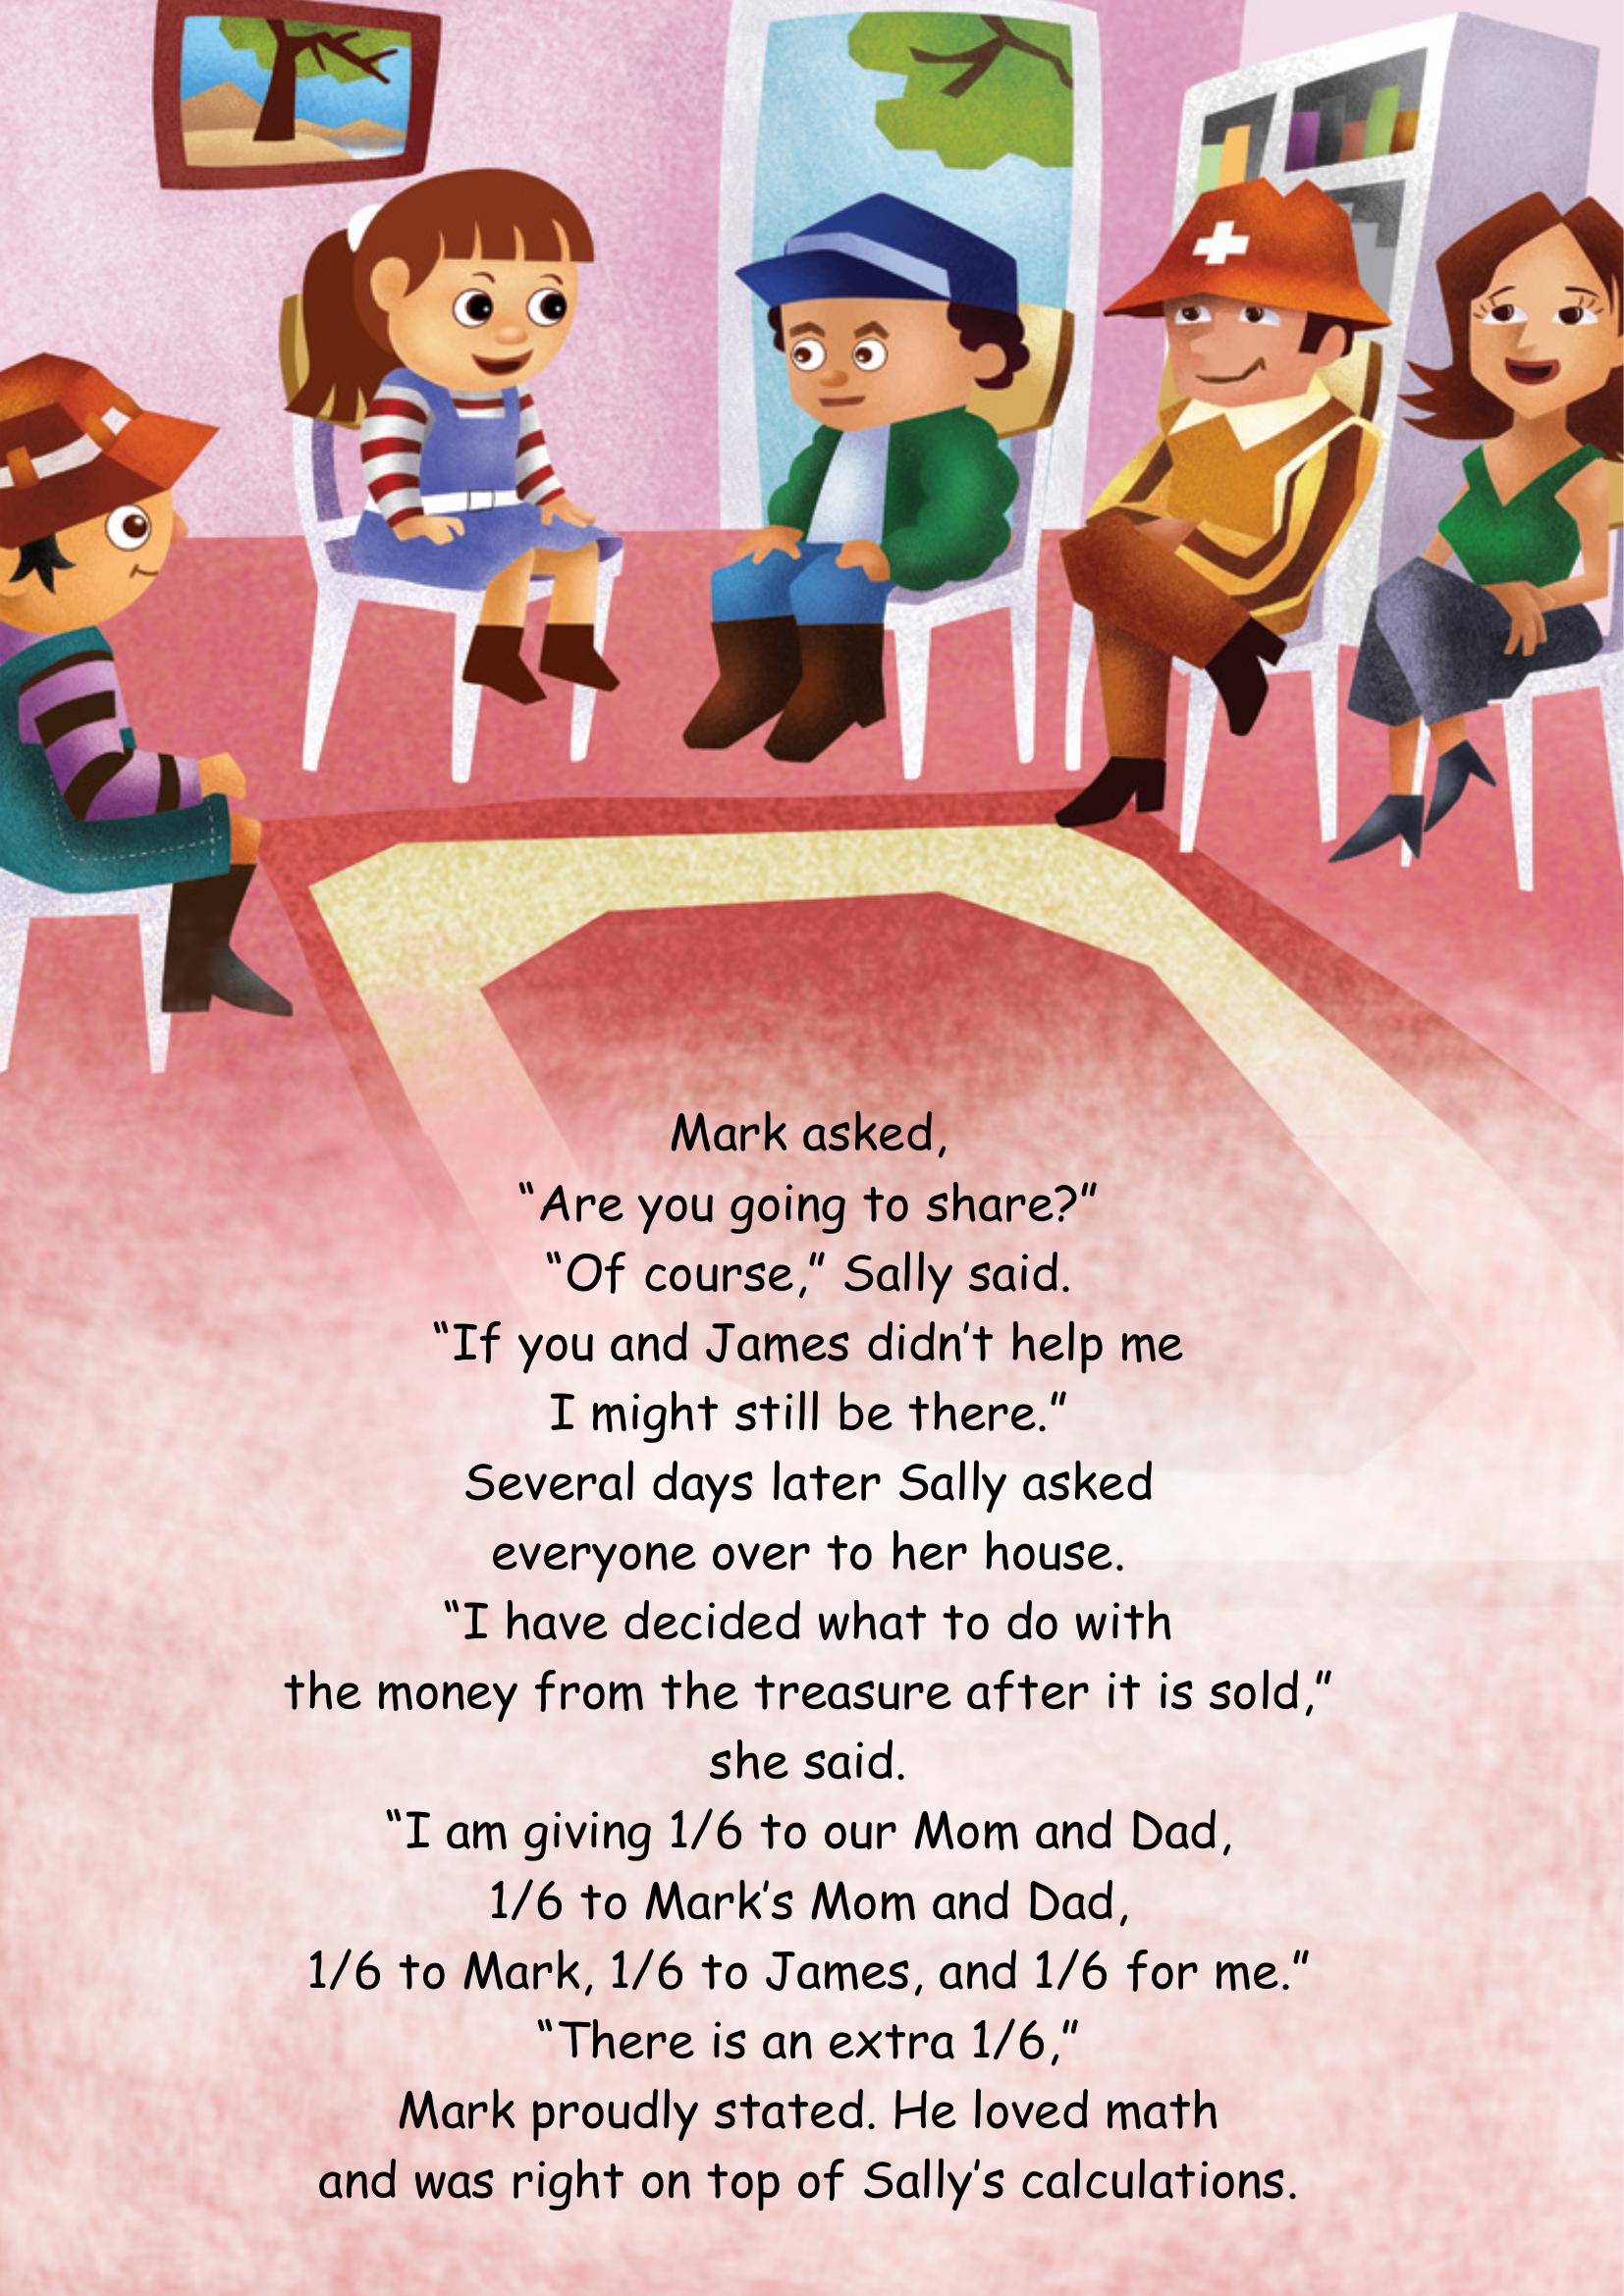 Mark asked,
“Are you going to share?”
“Of course,” Sally said.
“If you and James didn’t help me
I might still be there.”
Several days later Sally asked
everyone over to her house.
“I have decided what to do with
the money from the treasure after it is sold,”
she said.
“I am giving 1/6 to our Mom and Dad,
1/6 to Mark’s Mom and Dad,
1/6 to Mark, 1/6 to James, and 1/6 for me.”
“There is an extra 1/6,”
Mark proudly stated. He loved math
and was right on top of Sally’s calculations.